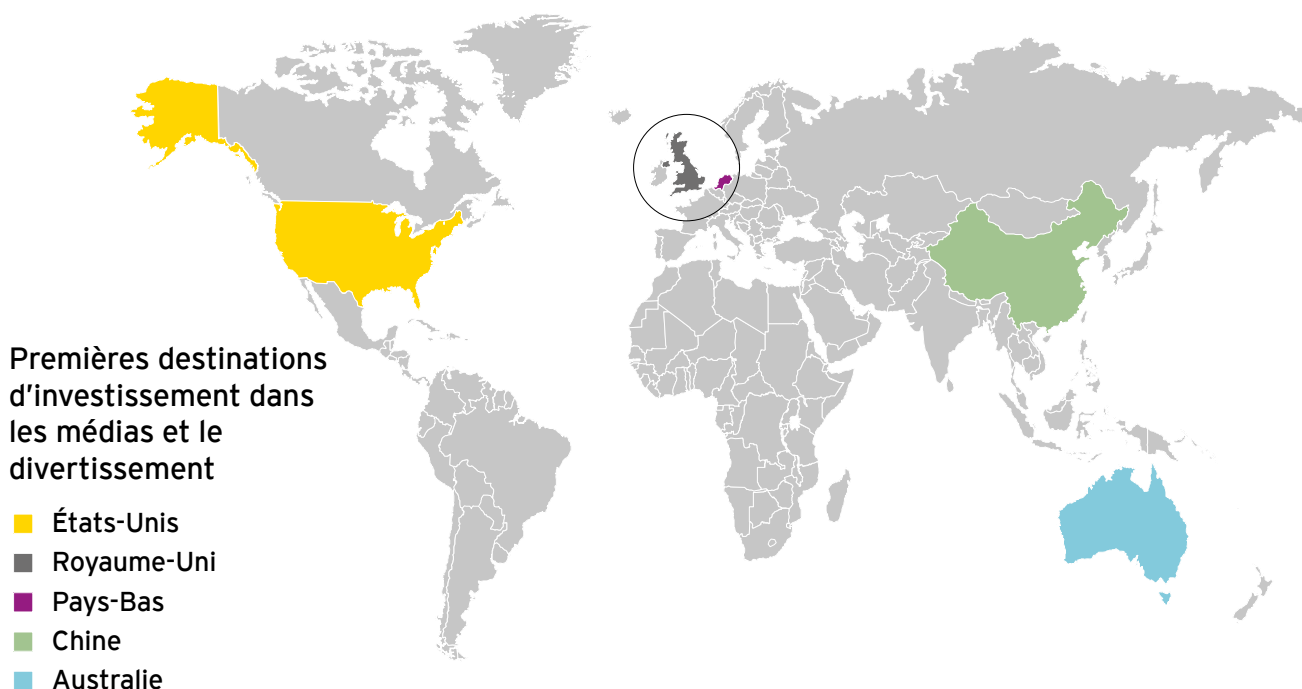 Premières destinations
d'investissement dans
les médias et le
divertissement
États-Unis
Royaume-Uni
Pays-Bas
Chine
Australie